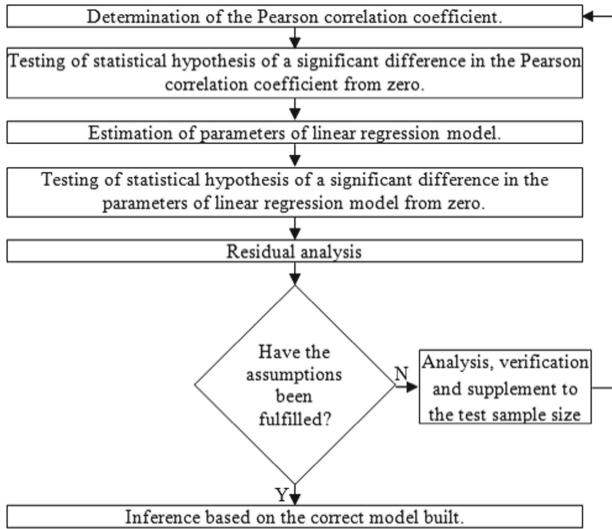 Determination of the Pearson correlation coefficient.
Testing of statistical hypothesis of a significant difference in the Pearson
correlation coefficient from zero.
Estimation of parameters of linear regression model.
Testing of statistical hypothesis of a significant difference in the
parameters of linear regression model from zero.
Residual analysis
Have the
assumptions
been
fulfilled?
N
Analysis, verification
and supplement to
the test sample size
Y
Inference based on the correct model built.